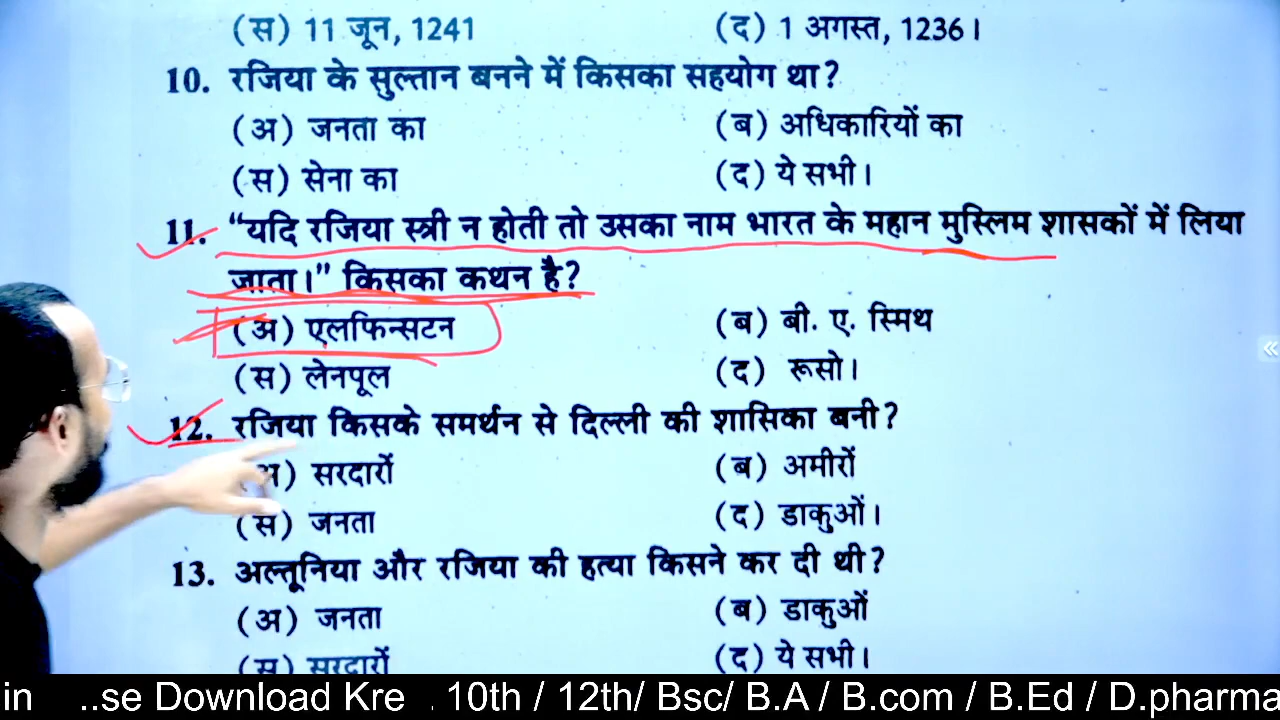 (स) 11 जून, 1241 (द) 1 अगस्त, 1236।
10. रजिया के सुल्तान बनने में किसका सहयोग था?
(अ) जनता का (ब) अधिकारियों का
(स) सेना का (द) ये सभी।
11. “यदि रजिया स्त्री न होती तो उसका नाम भारत के महान मुस्लिम शासकों में लिया
जाता।” किसका कथन है?
(अ) एलफिन्सटन (ब) बी. ए. स्मिथ
(स) लेनपूल (द) रूसो।
12. रजिया किसके समर्थन से दिल्ली की शासिका बनी?
अ) सरदारों (ब) अमीरों
(स) जनता (द) डाकुओं।
13. अल्तूनिया और रजिया की हत्या किसने कर दी थी?
(अ) जनता (ब) डाकुओं
(स) सरदारों (द) ये सभी।
in ..se Download Kre . 10th / 12th/ Bsc/ B.A / B.com / B.Ed / D.pharma